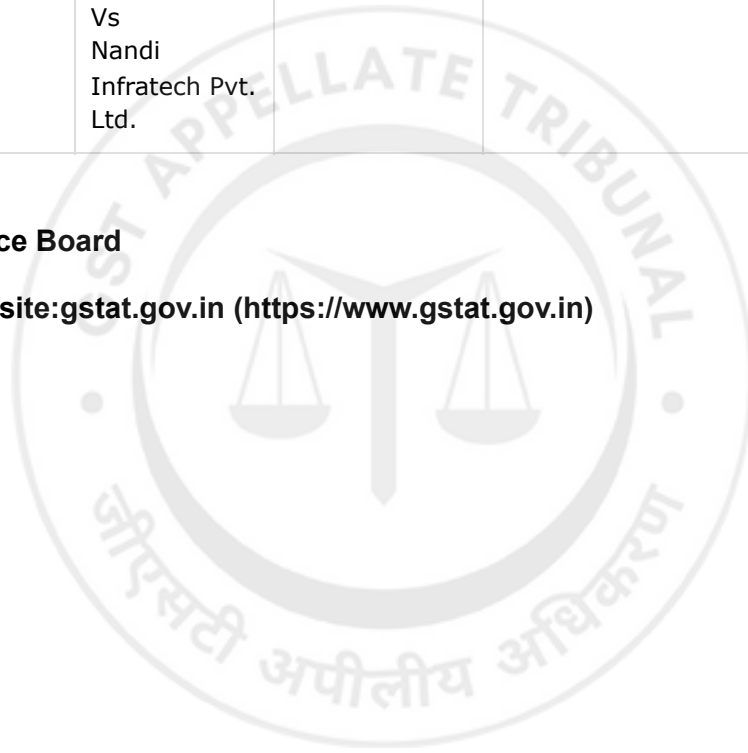 Vs
Nandi
Infratech Pvt.
Ltd.
GST APPELLATE TRIBUNAL
ce Board
site:gstat.gov.in (https://www.gstat.gov.in)
जीएसटी अपीलीय अधिकरण